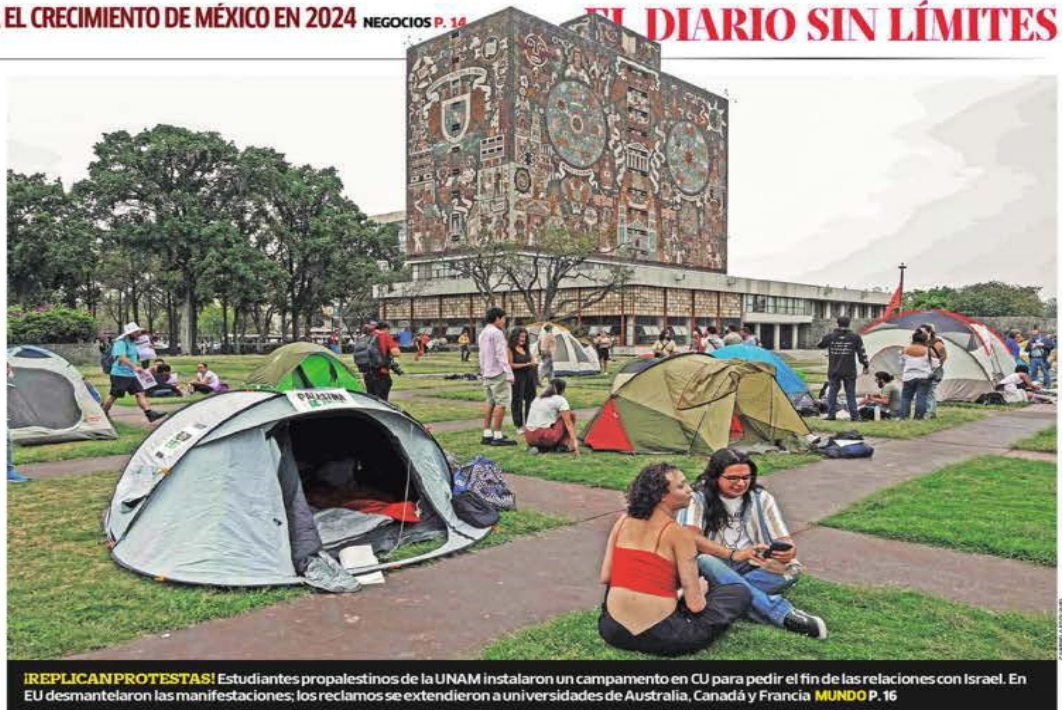 EL CRECIMIENTO DE MÉXICO EN 2024 NEGOCIOS P. 14
EL DIARIO SIN LÍMITES
PALESTINA
¡REPLICAN PROTESTAS! Estudiantes propalestinos de la UNAM instalaron un campamento en CU para pedir el fin de las relaciones con Israel. En
EU desmantelaron las manifestaciones; los reclamos se extendieron a universidades de Australia, Canadá y Francia MUNDO P. 16